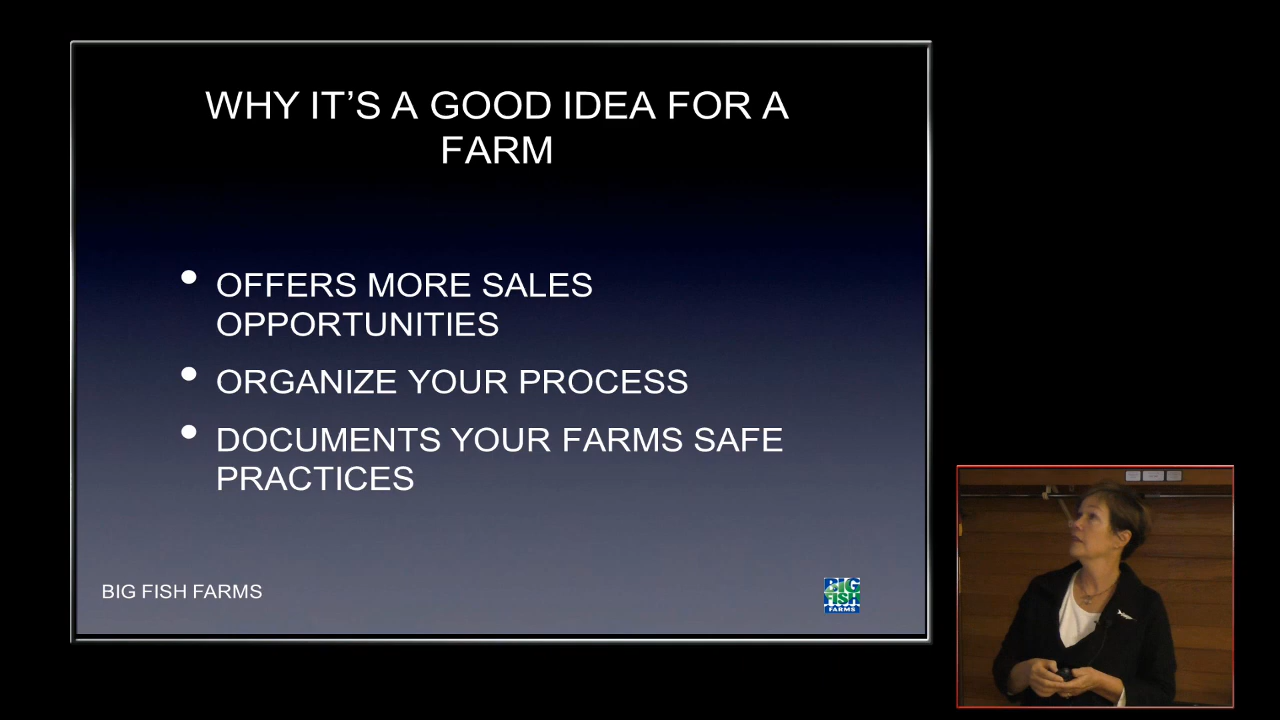 WHY IT’S A GOOD IDEA FOR A
FARM
• OFFERS MORE SALES
OPPORTUNITIES
• ORGANIZE YOUR PROCESS
• DOCUMENTS YOUR FARMS SAFE
PRACTICES
BIG FISH FARMS
BIG
FISH
FARMS